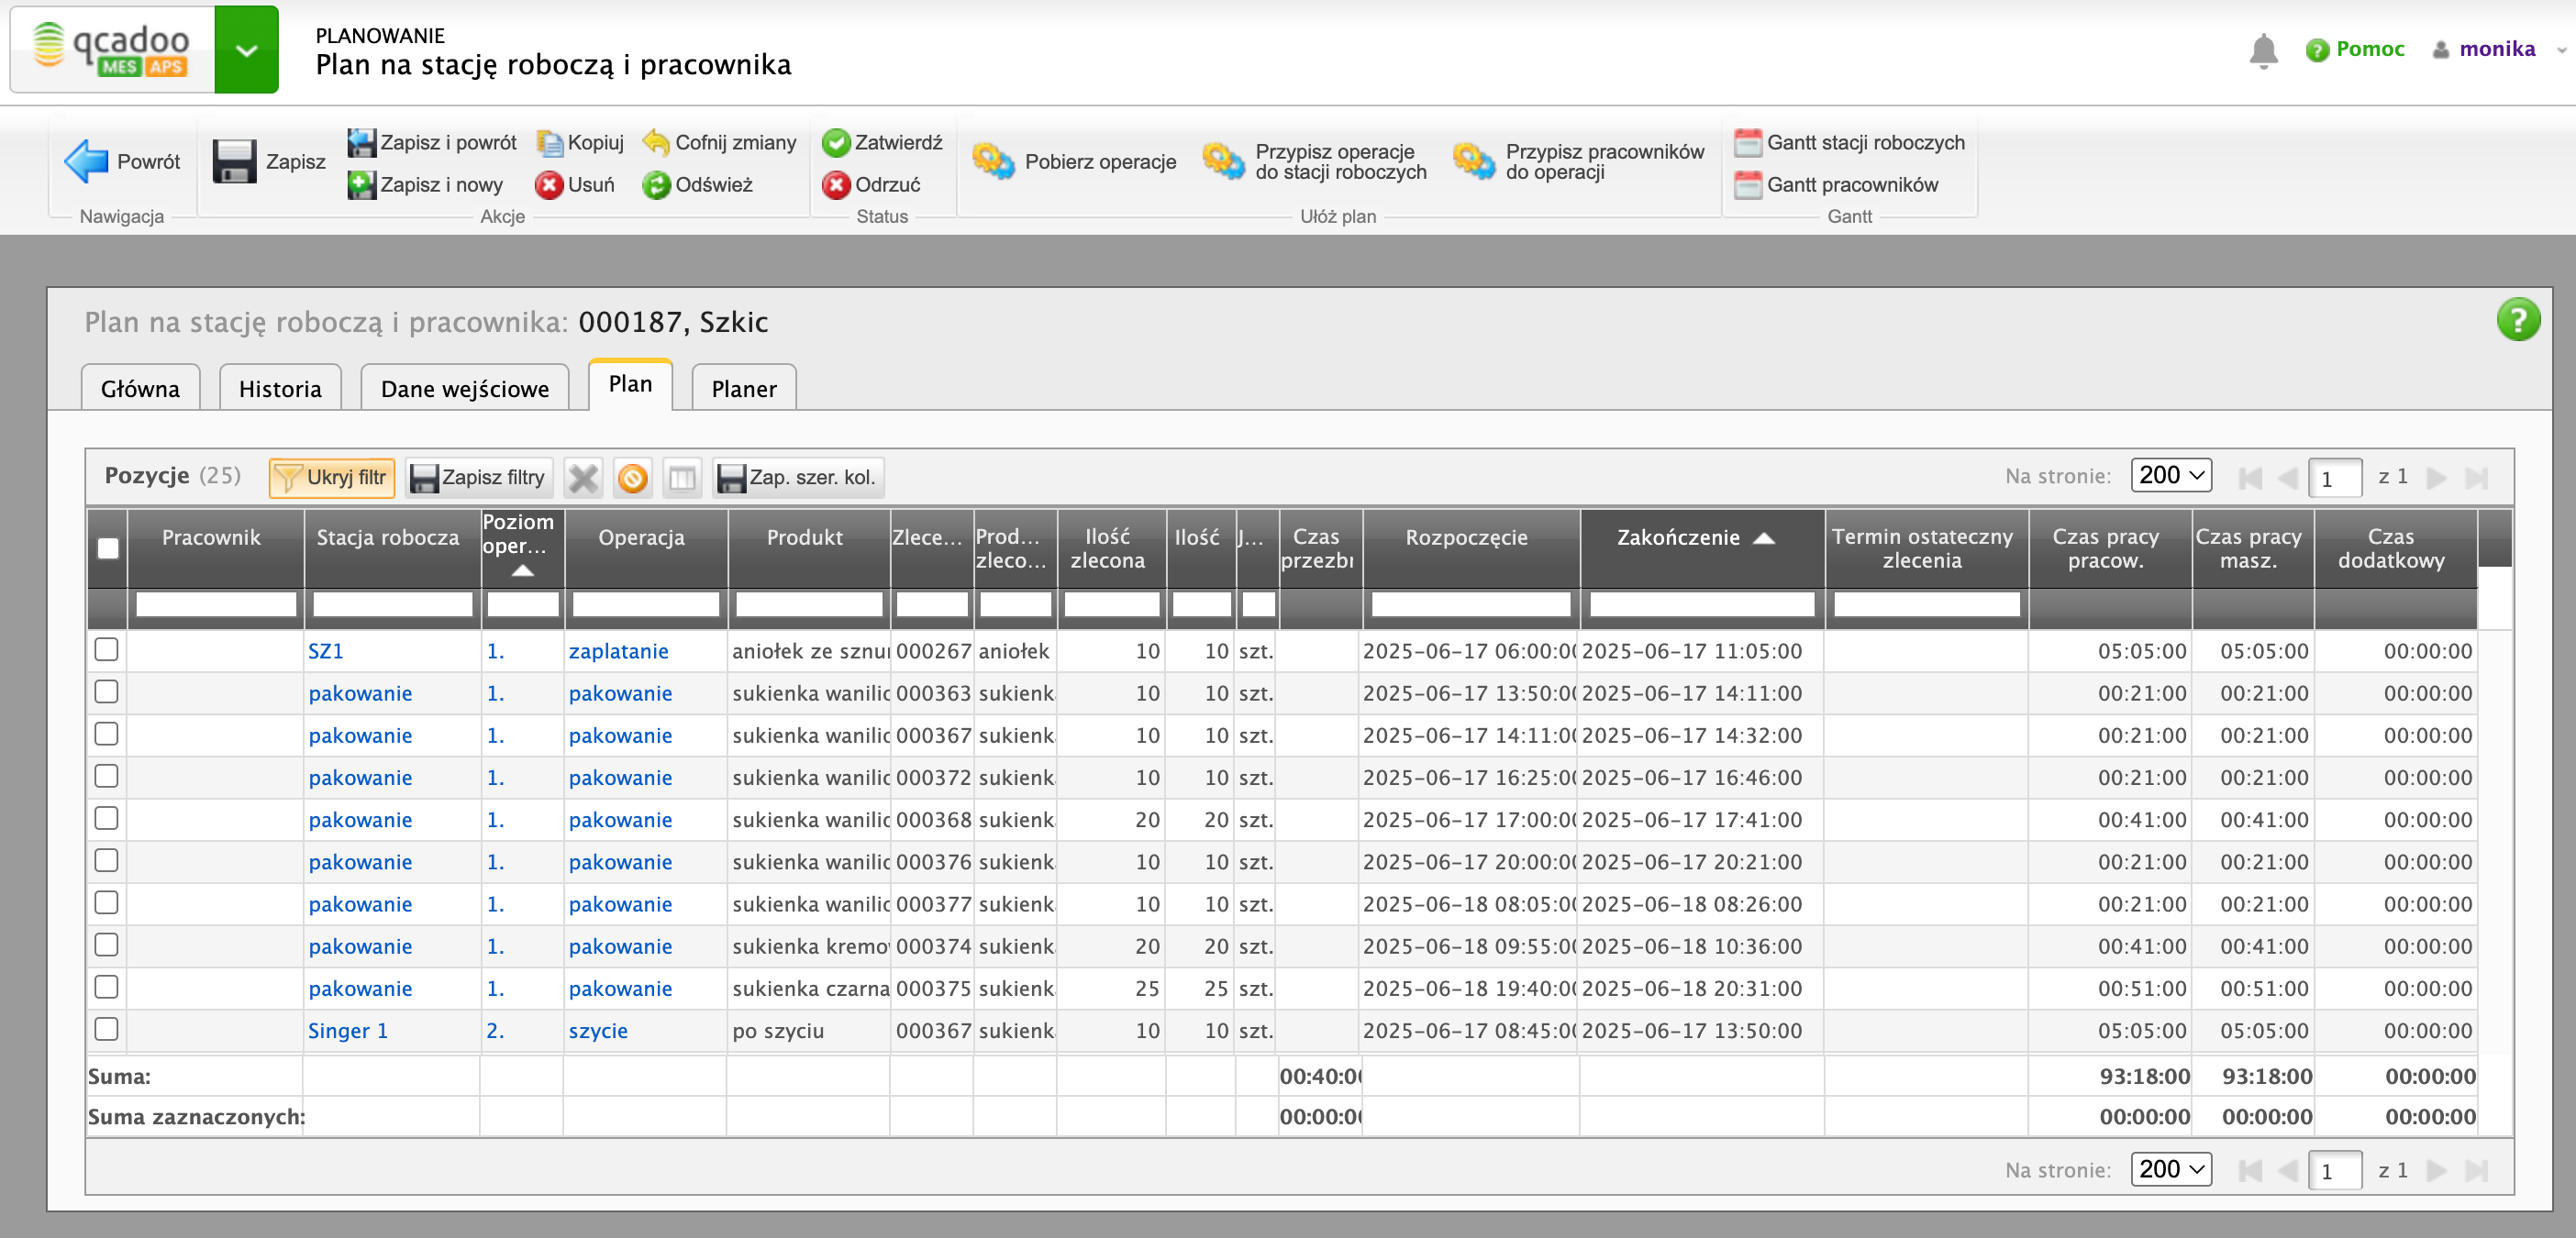 qcadoo
MES APS
PLANOWANIE
Plan na stację roboczą i pracownika
Pomoc
monika
Powrót
Nawigacja
Zapisz
Zapisz i powrót
Kopiuj
Cofnij zmiany
Zapisz i nowy
Usuń
Odśwież
Akcje
Zatwierdź
Odrzuć
Status
Pobierz operacje
Przypisz operacje
do stacji roboczych
Przypisz pracowników
do operacji
Ułóż plan
Gantt stacji roboczych
Gantt pracowników
Gantt
Plan na stację roboczą i pracownika: 000187, Szkic
?
Główna Historia Dane wejściowe Plan Planer
Pozycje (25) Ukryj filtr Zapisz filtry Zap. szer. kol. Na stronie: 200 1 z 1
Pracownik
Stacja robocza
Poziom
oper...
Operacja
Produkt
Zlece...
Prod...
zleco...
Ilość
zlecona
Ilość
J...
Czas
przezbr
Rozpoczęcie
Zakończenie
Termin ostateczny
zlecenia
Czas pracy
pracow.
Czas pracy
masz.
Czas
dodatkowy
SZ1 1. zaplatanie aniołek ze sznur 000267 aniołek 10 10 szt. 2025-06-17 06:00:00 2025-06-17 11:05:00 05:05:00 05:05:00 00:00:00
pakowanie 1. pakowanie sukienka wanilio 000363 sukienk 10 10 szt. 2025-06-17 13:50:00 2025-06-17 14:11:00 00:21:00 00:21:00 00:00:00
pakowanie 1. pakowanie sukienka wanilio 000367 sukienk 10 10 szt. 2025-06-17 14:11:00 2025-06-17 14:32:00 00:21:00 00:21:00 00:00:00
pakowanie 1. pakowanie sukienka wanilio 000372 sukienk 10 10 szt. 2025-06-17 16:25:00 2025-06-17 16:46:00 00:21:00 00:21:00 00:00:00
pakowanie 1. pakowanie sukienka wanilio 000368 sukienk 20 20 szt. 2025-06-17 17:00:00 2025-06-17 17:41:00 00:41:00 00:41:00 00:00:00
pakowanie 1. pakowanie sukienka wanilio 000376 sukienk 10 10 szt. 2025-06-17 20:00:00 2025-06-17 20:21:00 00:21:00 00:21:00 00:00:00
pakowanie 1. pakowanie sukienka wanilio 000377 sukienk 10 10 szt. 2025-06-18 08:05:00 2025-06-18 08:26:00 00:21:00 00:21:00 00:00:00
pakowanie 1. pakowanie sukienka kremow 000374 sukienk 20 20 szt. 2025-06-18 09:55:00 2025-06-18 10:36:00 00:41:00 00:41:00 00:00:00
pakowanie 1. pakowanie sukienka czarna 000375 sukienk 25 25 szt. 2025-06-18 19:40:00 2025-06-18 20:31:00 00:51:00 00:51:00 00:00:00
Singer 1 2. szycie po szyciu 000367 sukienk 10 10 szt. 2025-06-17 08:45:00 2025-06-17 13:50:00 05:05:00 05:05:00 00:00:00
Suma: 00:40:00 93:18:00 93:18:00 00:00:00
Suma zaznaczonych: 00:00:00 00:00:00 00:00:00 00:00:00
Na stronie: 200 1 z 1